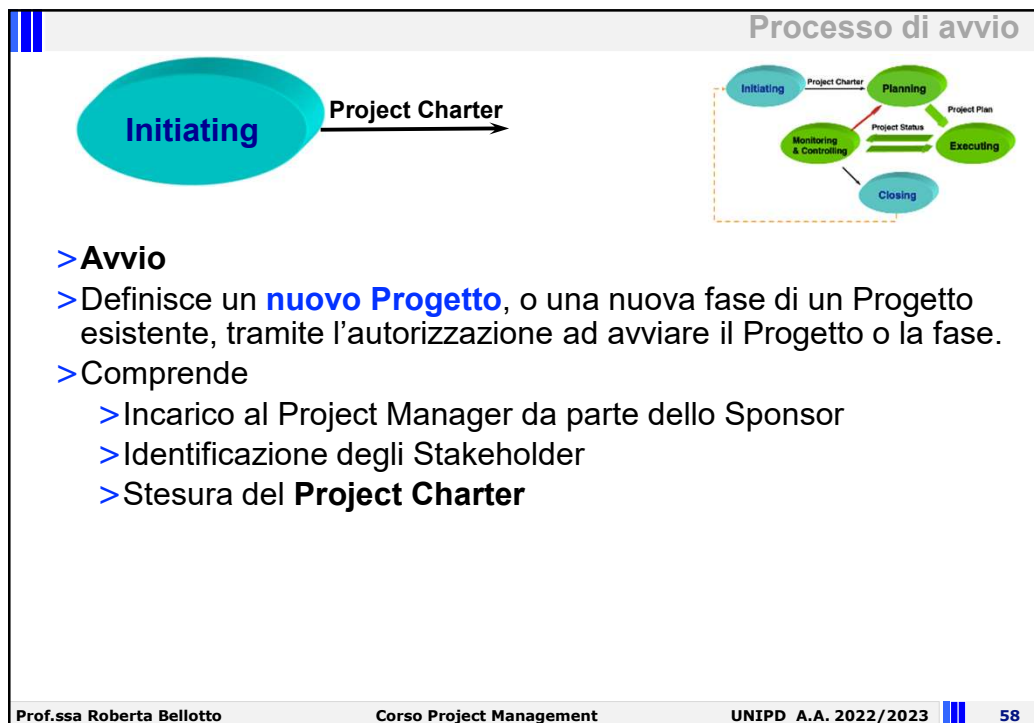 Processo di avvio
Initiating
Project Charter
Initiating
Project Charter
Planning
Project Plan
Monitoring
& Controlling
Project Status
Executing
Closing
>Avvio
>Definisce un nuovo Progetto, o una nuova fase di un Progetto
esistente, tramite l’autorizzazione ad avviare il Progetto o la fase.
>Comprende
>Incarico al Project Manager da parte dello Sponsor
>Identificazione degli Stakeholder
>Stesura del Project Charter
Prof.ssa Roberta Bellotto Corso Project Management UNIPD A.A. 2022/2023 58